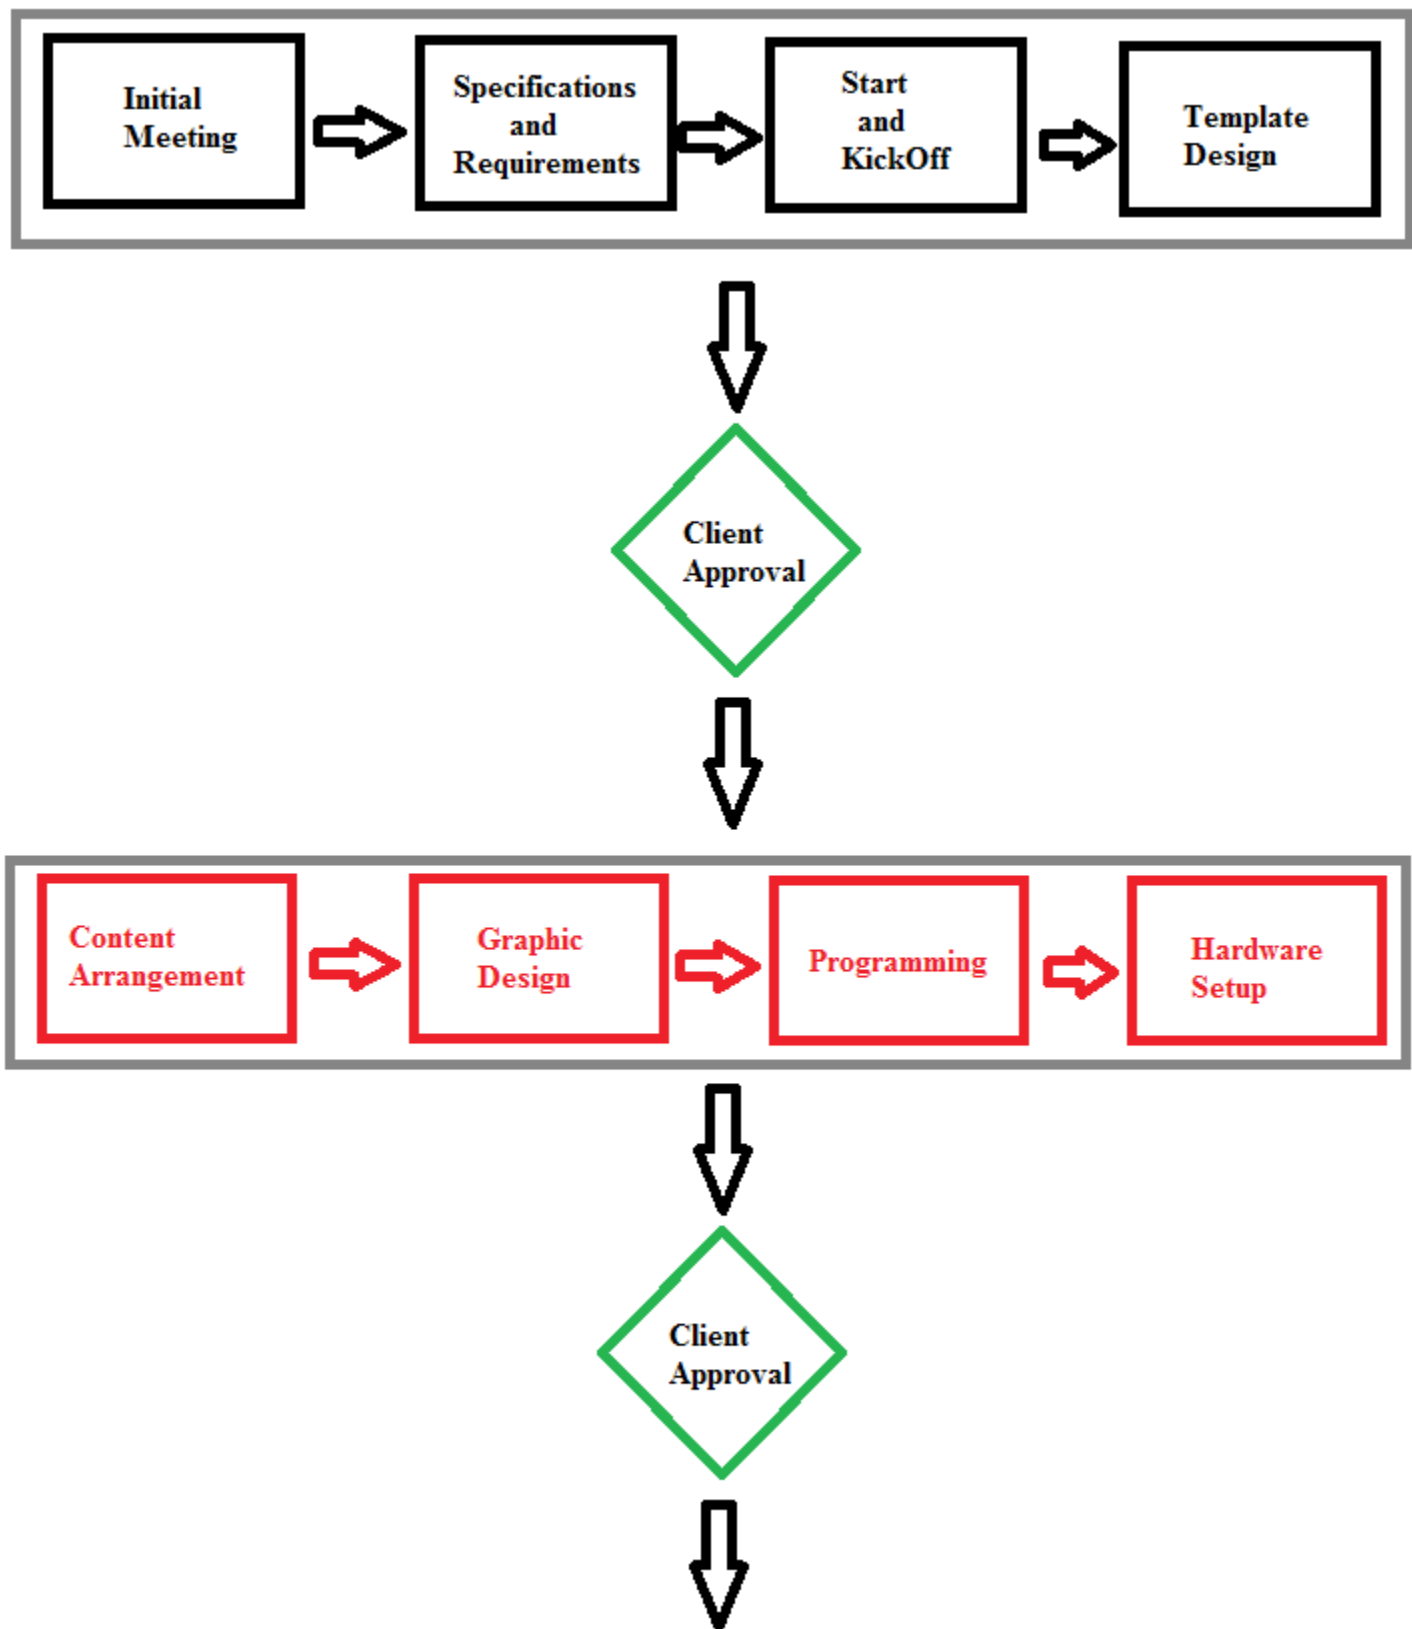 Initial
Meeting
Specifications
and
Requirements
Start
and
KickOff
Template
Design
Client
Approval
Content
Arrangement
Graphic
Design
Programming
Hardware
Setup
Client
Approval